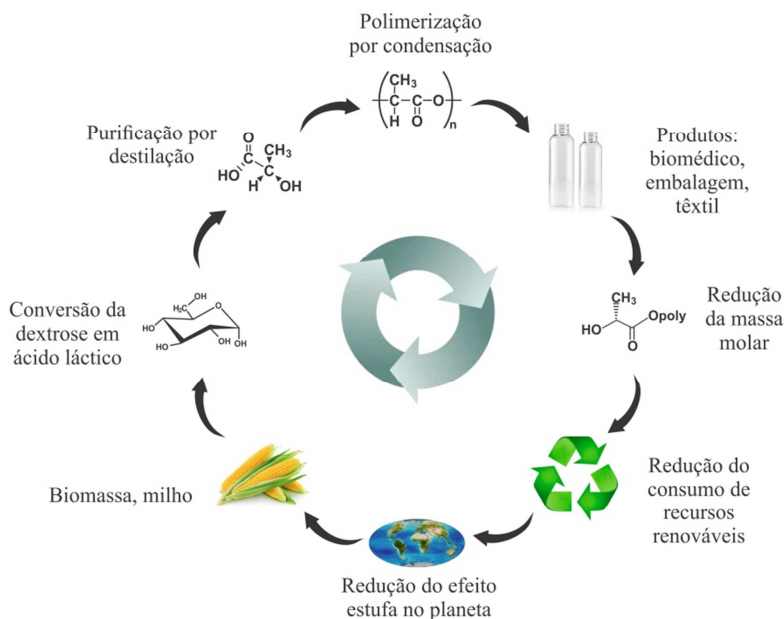 Polimerização
por condensação
CH₃
C
C
O
H
O
n
Purificação por
destilação
O
CH₃
C
C
HO
H
OH
Produtos:
biomédico,
embalagem,
têxtil
Conversão da
dextrose em
ácido láctico
OH
H₂C
O
HO
HO
OH
OH
Redução
da massa
molar
CH₃
HO
Opoly
O
Biomassa, milho
Redução do
consumo de
recursos
renováveis
Redução do efeito
estufa no planeta